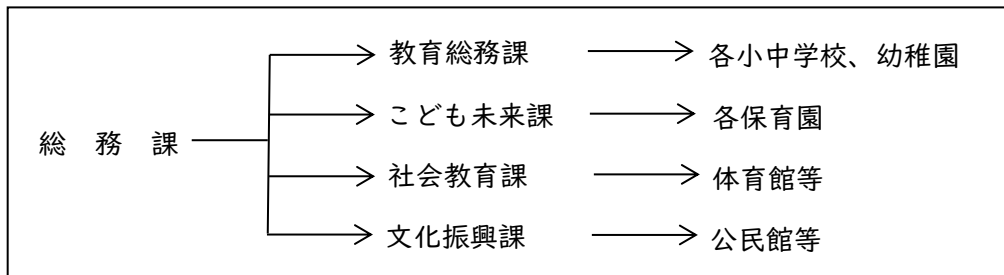 教育総務課 各小中学校、幼稚園
こども未来課 各保育園
総 務 課
社会教育課 体育館等
文化振興課 公民館等